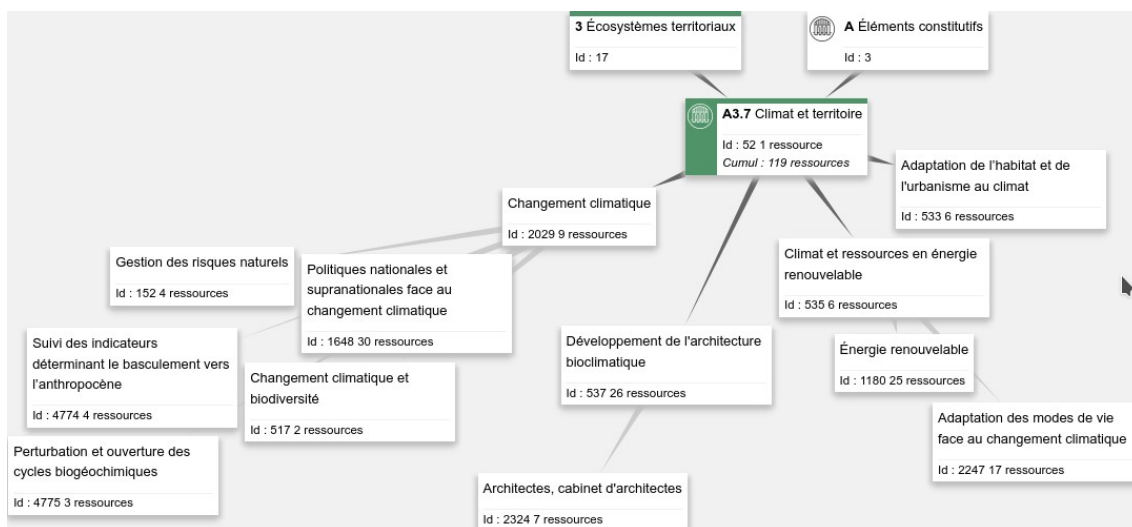 3 Écosystèmes territoriaux
Id : 17
A Éléments constitutifs
Id : 3
A3.7 Climat et territoire
Id : 52 1 ressource
Cumul : 119 ressources
Adaptation de l'habitat et de
l'urbanisme au climat
Id : 533 6 ressources
Changement climatique
Id : 2029 9 ressources
Climat et ressources en énergie
renouvelable
Id : 535 6 ressources
Gestion des risques naturels
Id : 152 4 ressources
Politiques nationales et
supranationales face au
changement climatique
Id : 1648 30 ressources
Suivi des indicateurs
déterminant le basculement vers
l'anthropocène
Id : 4774 4 ressources
Changement climatique et
biodiversité
Id : 517 2 ressources
Développement de l'architecture
bioclimatique
Id : 537 26 ressources
Énergie renouvelable
Id : 1180 25 ressources
Adaptation des modes de vie
face au changement climatique
Id : 2247 17 ressources
Perturbation et ouverture des
cycles biogéochimiques
Id : 4775 3 ressources
Architectes, cabinet d'architectes
Id : 2324 7 ressources